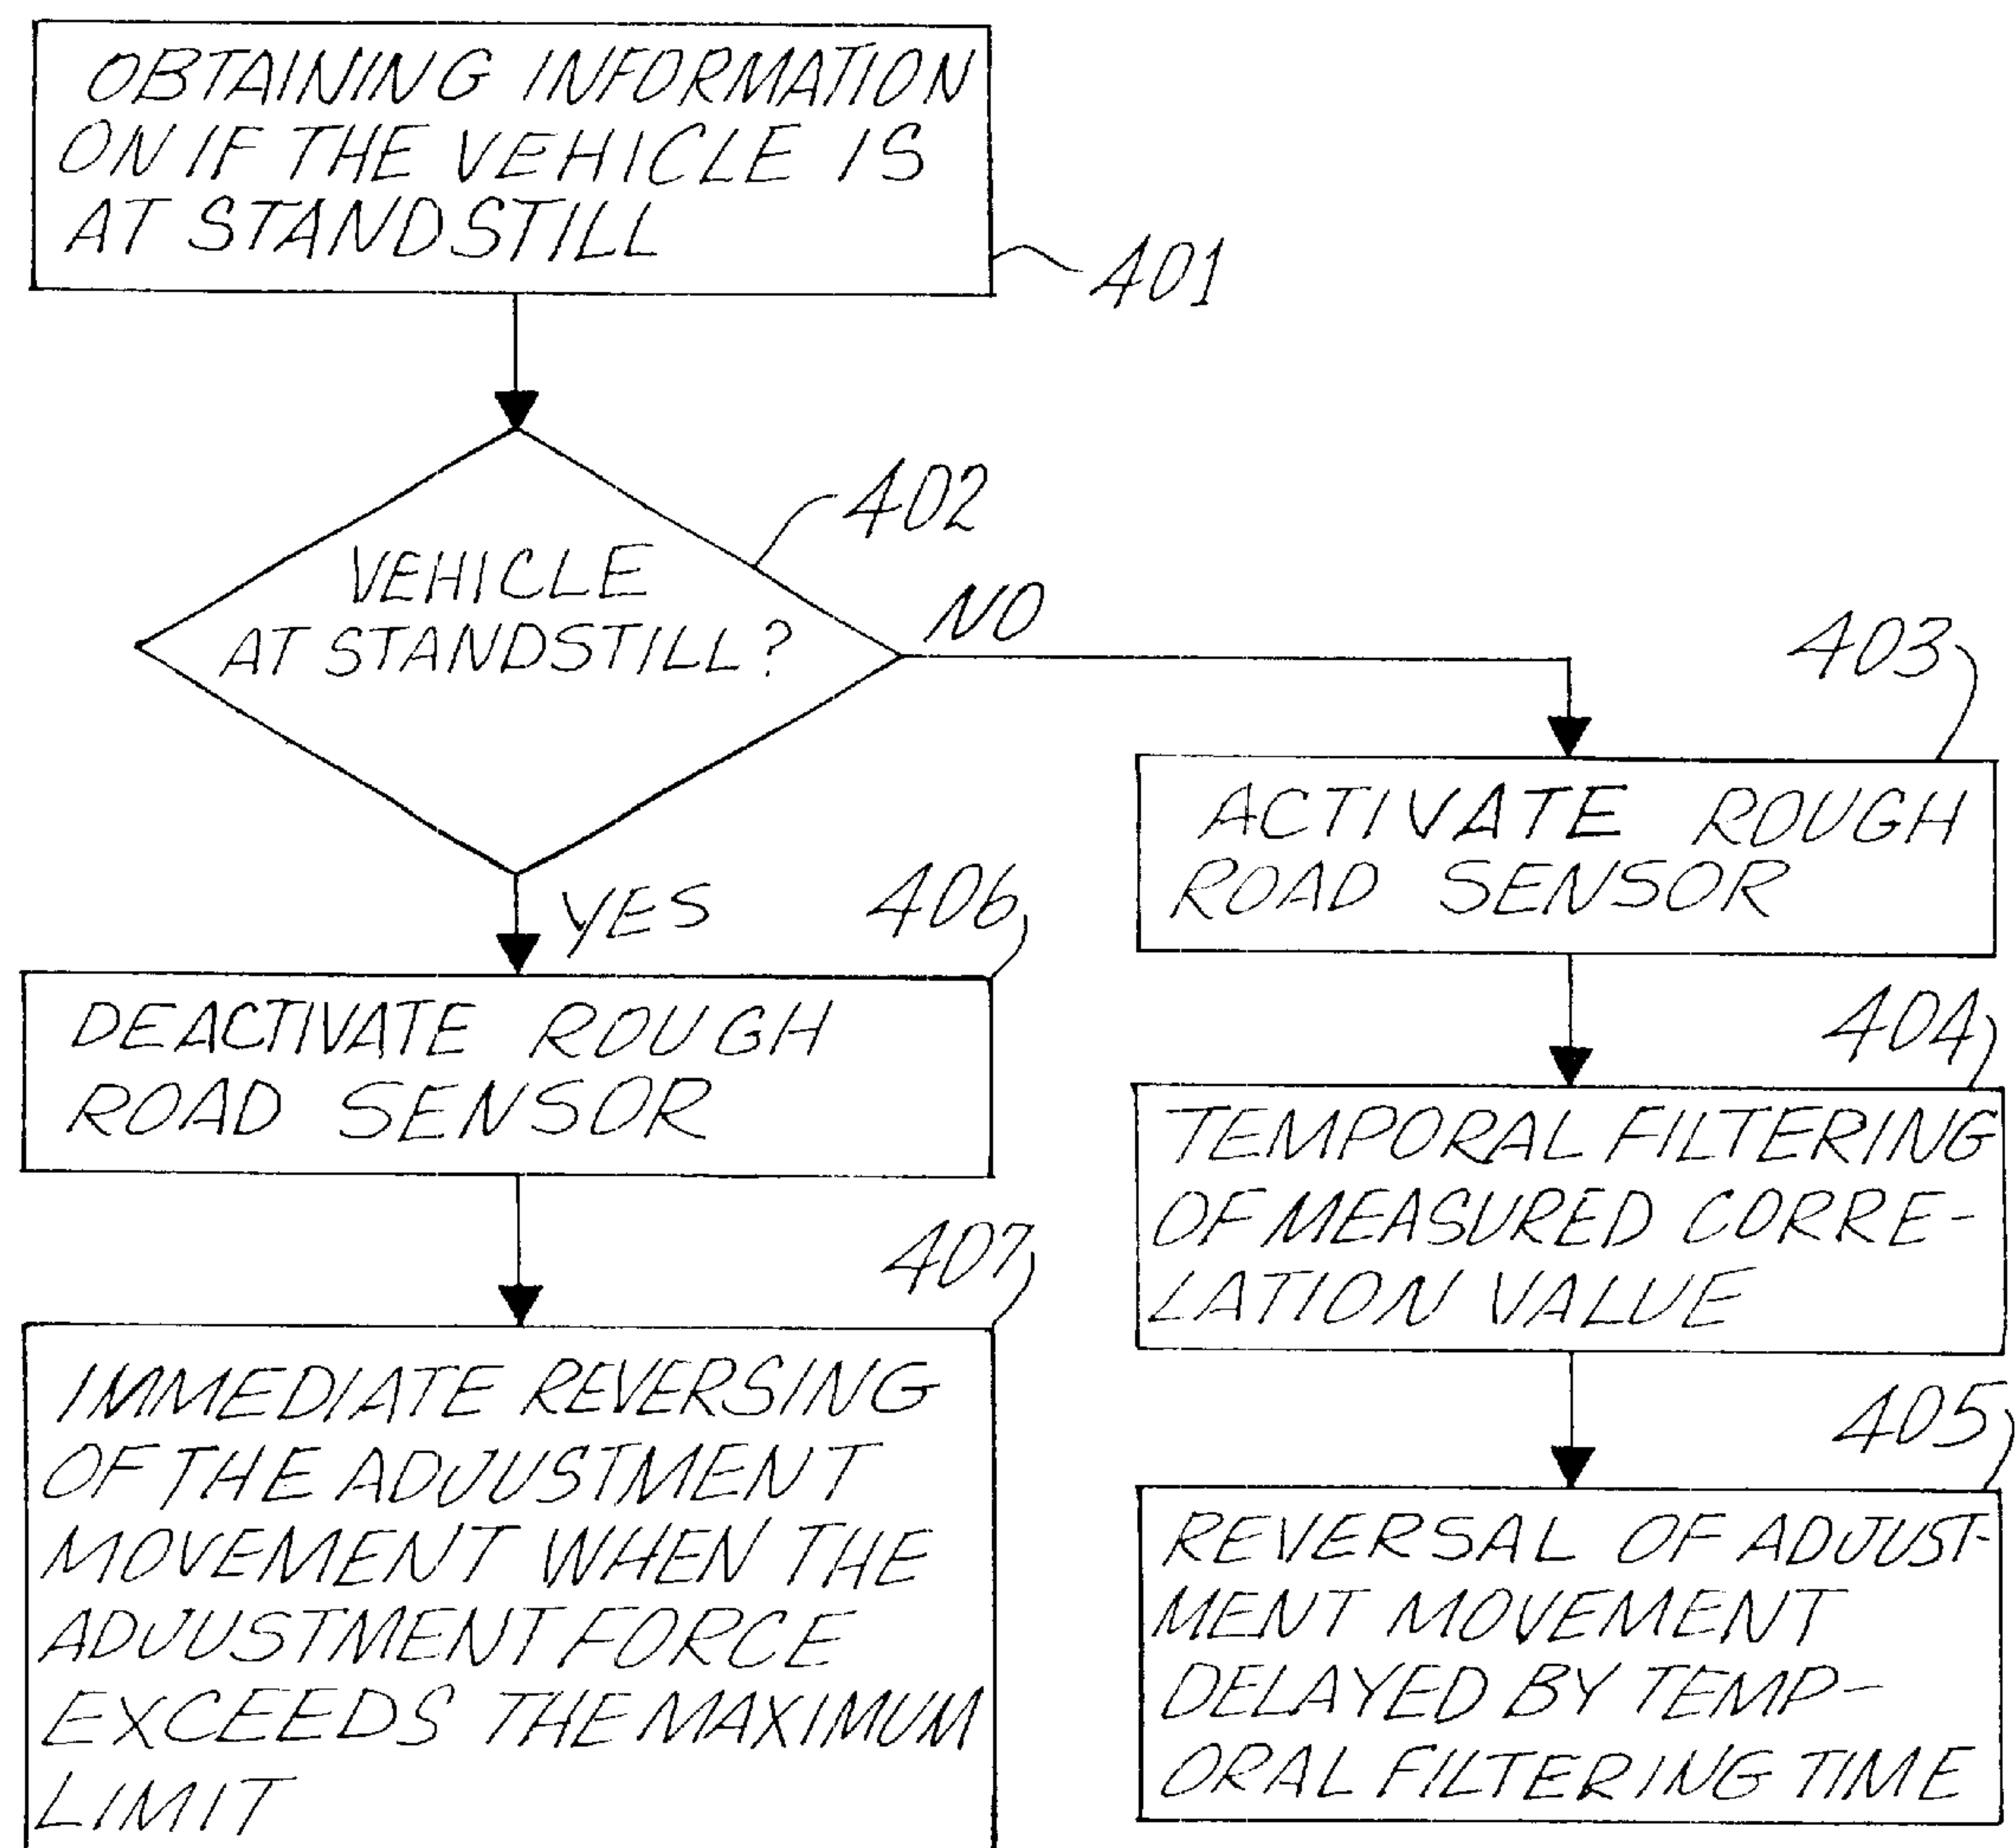 OBTAINING INFORMATION
ON IF THE VEHICLE IS
AT STANDSTILL
401
402
VEHICLE
AT STANDSTILL?
NO
403
ACTIVATE ROUGH
ROAD SENSOR
YES
406
DEACTIVATE ROUGH
ROAD SENSOR
404
TEMPORAL FILTERING
OF MEASURED CORRE-
LATION VALUE
407
IMMEDIATE REVERSING
OF THE ADJUSTMENT
MOVEMENT WHEN THE
ADJUSTMENT FORCE
EXCEEDS THE MAXIMUM
LIMIT
405
REVERSAL OF ADJUST-
MENT MOVEMENT
DELAYED BY TEMP-
ORAL FILTERING TIME